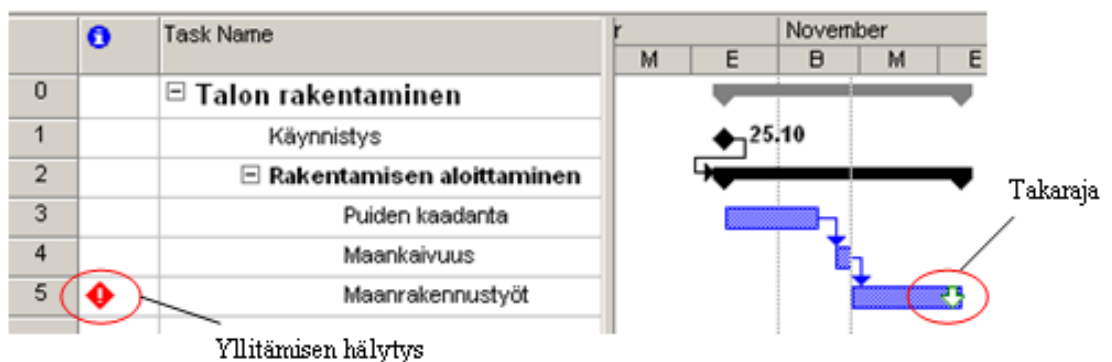 Task Name
r
November
M E B M E
0 Talon rakentaminen
1 Käynnistys
25.10
2 Rakentamisen aloittaminen
Takaraja
3 Puiden kaadanta
4 Maankaivuus
5 Maanrakennustyöt
Yllitämisen hälytys